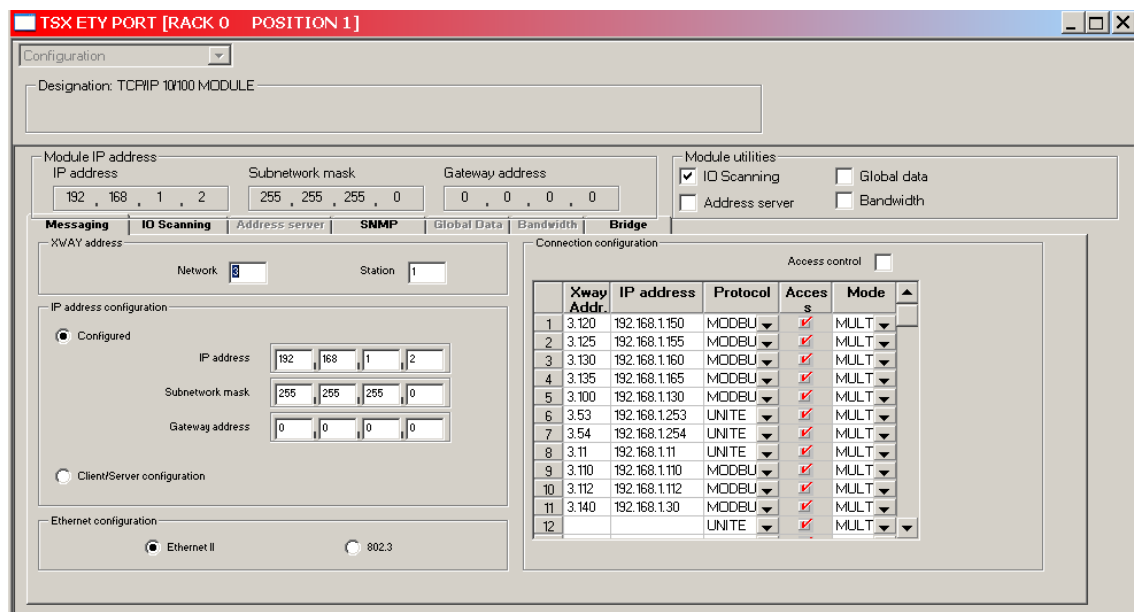 TSX ETY PORT [RACK 0 POSITION 1]
Configuration
Designation: TCP/IP 10/100 MODULE
Module IP address
IP address Subnetwork mask Gateway address
192 . 168 . 1 . 2 255 . 255 . 255 . 0 0 . 0 . 0 . 0
Module utilities
IO Scanning Global data
Address server Bandwidth
Messaging IO Scanning Address server SNMP Global Data Bandwidth Bridge
XWAY address
Network 3 Station 1
IP address configuration
Configured
IP address 192 . 168 . 1 . 2
Subnetwork mask 255 . 255 . 255 . 0
Gateway address 0 . 0 . 0 . 0
Client/Server configuration
Ethernet configuration
Ethernet II 802.3
Connection configuration
Access control
Xway Addr. IP address Protocol Access Mode
1 3.120 192.168.1.150 MODBU MULT
2 3.125 192.168.1.155 MODBU MULT
3 3.130 192.168.1.160 MODBU MULT
4 3.135 192.168.1.165 MODBU MULT
5 3.100 192.168.1.130 MODBU MULT
6 3.53 192.168.1.253 UNITE MULT
7 3.54 192.168.1.254 UNITE MULT
8 3.11 192.168.1.11 UNITE MULT
9 3.110 192.168.1.110 MODBU MULT
10 3.112 192.168.1.112 MODBU MULT
11 3.140 192.168.1.30 MODBU MULT
12 UNITE MULT